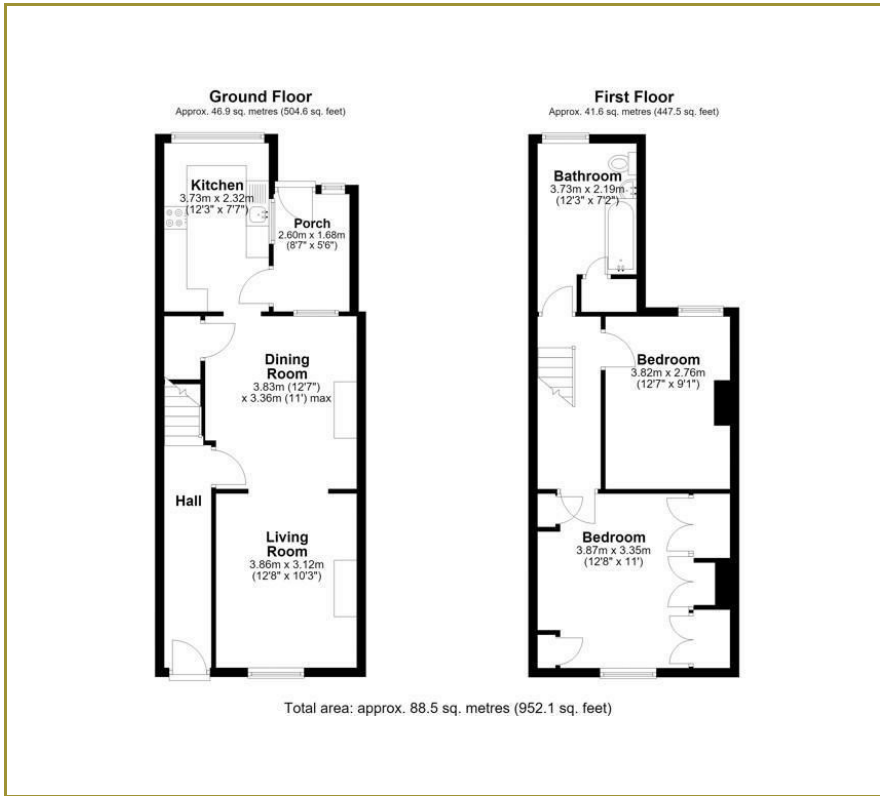 Ground Floor
Approx. 46.9 sq. metres (504.6 sq. feet)
Kitchen
3.73m x 2.32m
(12'3" x 7'7")
Porch
2.60m x 1.68m
(8'7" x 5'6")
Dining
Room
3.83m (12'7")
x 3.36m (11') max
Hall
Living
Room
3.86m x 3.12m
(12'8" x 10'3")
First Floor
Approx. 41.6 sq. metres (447.5 sq. feet)
Bathroom
3.73m x 2.19m
(12'3" x 7'2")
Bedroom
3.82m x 2.76m
(12'7" x 9'1")
Bedroom
3.87m x 3.35m
(12'8" x 11')
Total area: approx. 88.5 sq. metres (952.1 sq. feet)